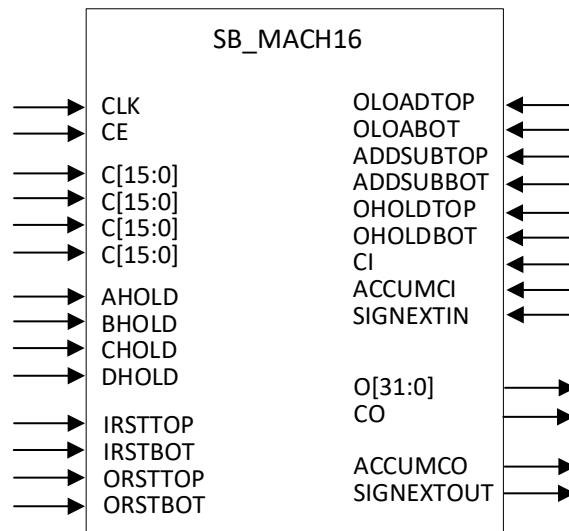 SB_MACH16
CLK
CE
C[15:0]
C[15:0]
C[15:0]
C[15:0]
AHOLD
BHOLD
CHOLD
DHOLD
IRSTTOP
IRSTBOT
ORSTTOP
ORSTBOT
OLOADTOP
OLOABOT
ADDSUBTOP
ADDSUBBOT
OHOLDTOP
OHOLDBOT
CI
ACCUMCI
SIGNEXTIN
O[31:0]
CO
ACCUMCO
SIGNEXTOUT